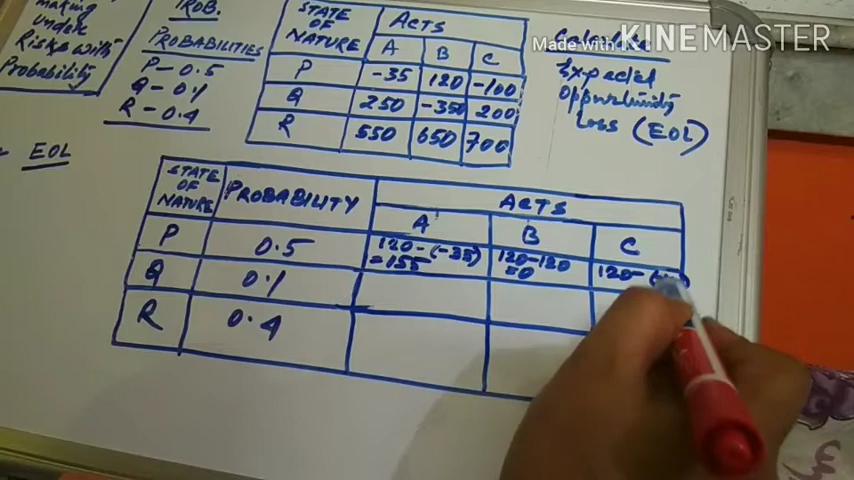 making
under
Risk with
Probability
PROB.
PROBABILITIES
P-0.5
Q-0.1
R-0.4
STATE OF NATURE ACTS
A B C
P -35 120 -100
Q 250 -350 200
R 550 650 700
Made with KINEMASTER
Calculate
Expected
Opportunity
Loss (EOL)
EOL
STATE OF NATURE PROBABILITY ACTS
A B C
P 0.5 120-(-35) =155 120-120 =0 120-
Q 0.1
R 0.4